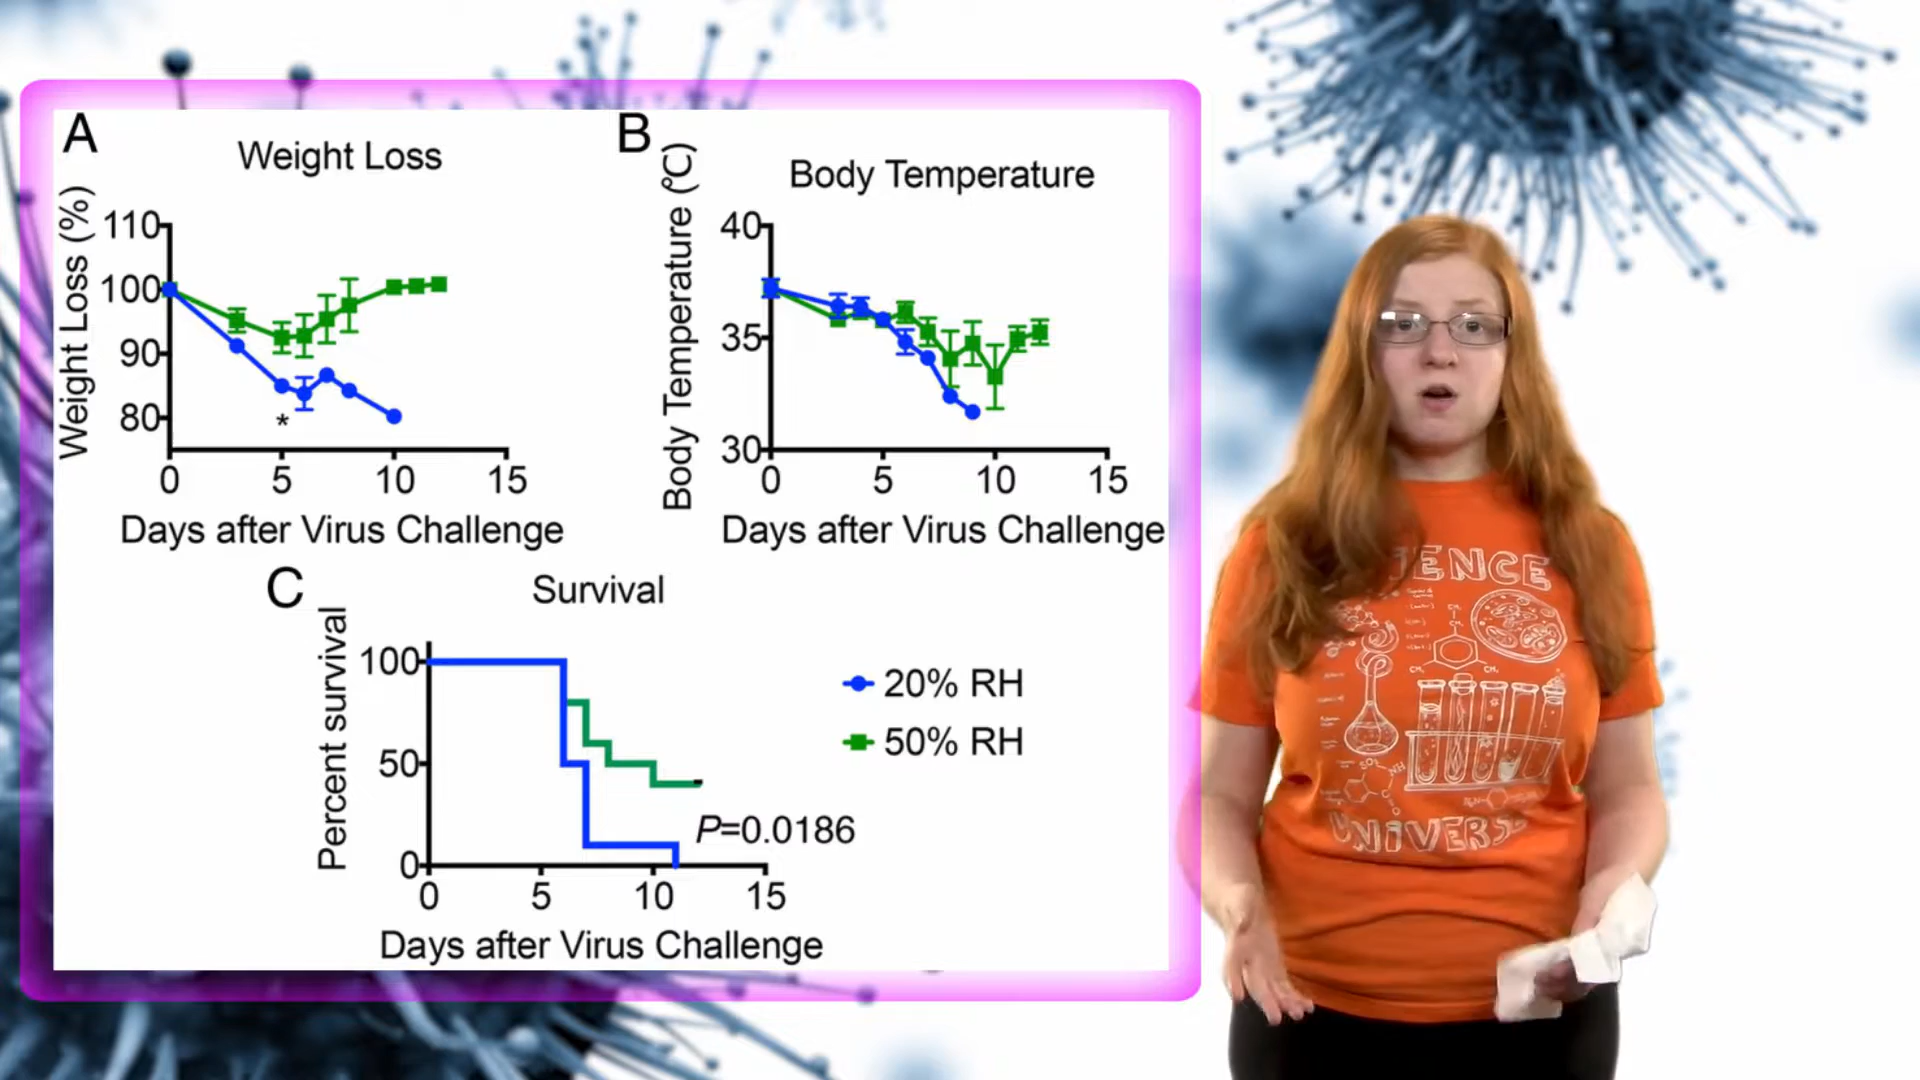 A
Weight Loss
Weight Loss (%)
110
100
90
80
*
0 5 10 15
Days after Virus Challenge
B
Body Temperature
Body Temperature (ºC)
40
35
30
0 5 10 15
Days after Virus Challenge
C
Survival
Percent survival
100
50
0
P=0.0186
0 5 10 15
Days after Virus Challenge
20% RH
50% RH
IENCE
UNIVERS